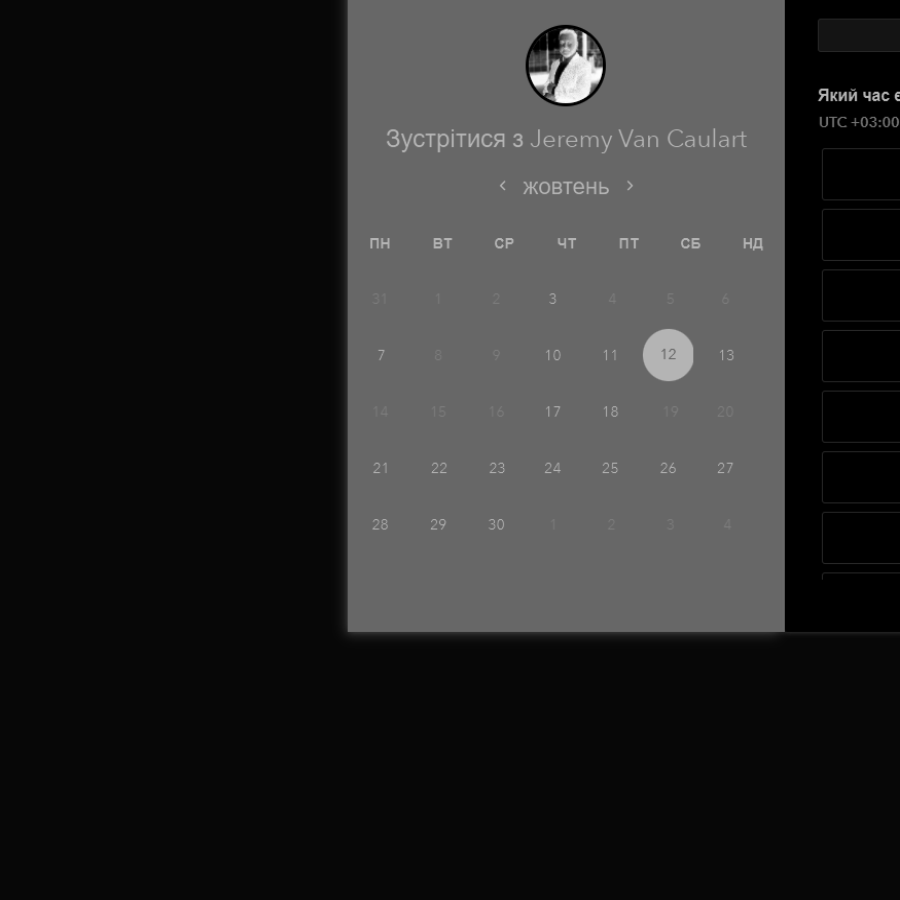 Зустрітися з Jeremy Van Caulart
жовтень
ПН ВТ СР ЧТ ПТ СБ НД
31 1 2 3 4 5 6
7 8 9 10 11 12 13
14 15 16 17 18 19 20
21 22 23 24 25 26 27
28 29 30 1 2 3 4
Який час
UTC +03:00